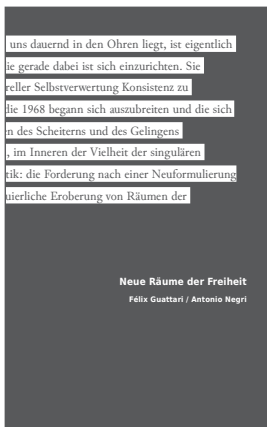 uns dauernd in den Ohren liegt, ist eigentlich
ie gerade dabei ist sich einzurichten. Sie
reller Selbstverwertung Konsistenz zu
die 1968 begann sich auszubreiten und die sich
n des Scheiterns und des Gelingens
, im Inneren der Vielheit der singulären
tik: die Forderung nach einer Neuformulierung
uierliche Eroberung von Räumen der
Neue Räume der Freiheit
Félix Guattari / Antonio Negri